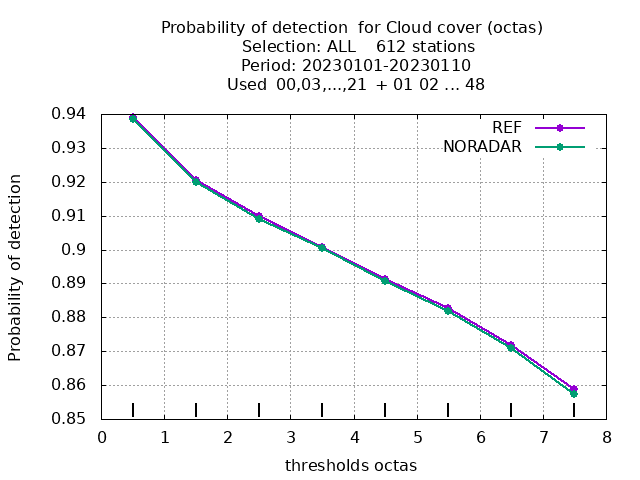 Probability of detection  for Cloud cover (octas)
Selection: ALL    612 stations
Period: 20230101-20230110
Used  00,03,...,21  + 01 02 ... 48
0.94
REF
0.93
NORADAR
0.92
0.91
0.9
0.89
0.88
0.87
0.86
0.85
Probability of detection
0 1 2 3 4 5 6 7 8
thresholds octas